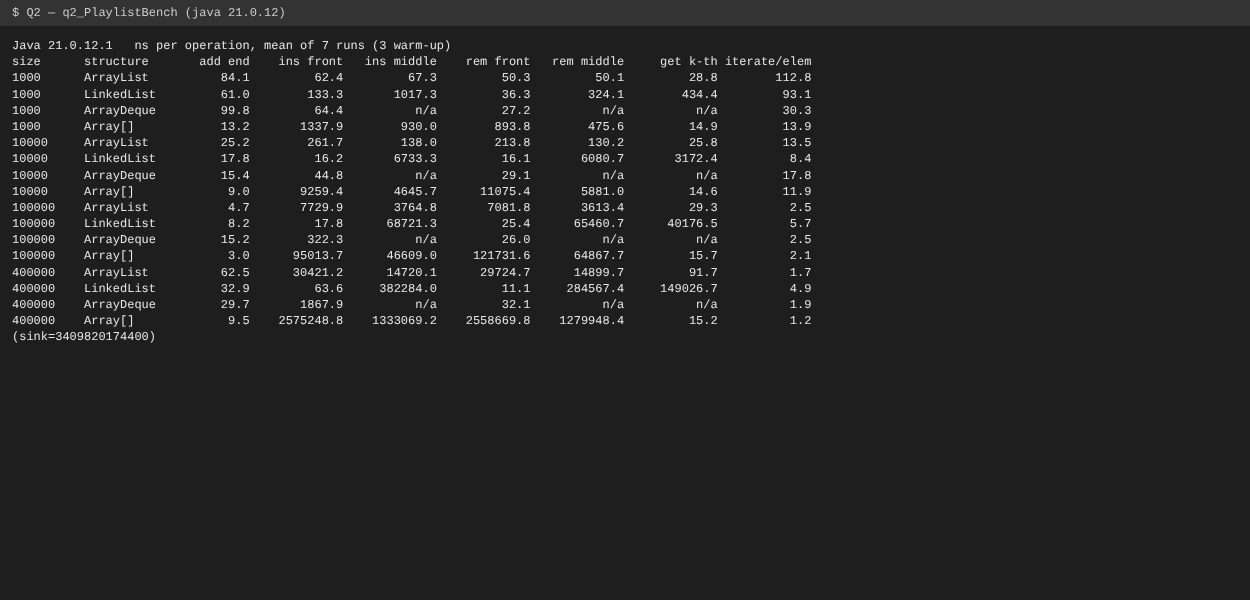 $ Q2 — q2_PlaylistBench (java 21.0.12)
Java 21.0.12.1   ns per operation, mean of 7 runs (3 warm-up)
size      structure       add end    ins front   ins middle    rem front   rem middle     get k-th iterate/elem
1000      ArrayList          84.1         62.4         67.3         50.3         50.1         28.8        112.8
1000      LinkedList         61.0        133.3       1017.3         36.3        324.1        434.4         93.1
1000      ArrayDeque         99.8         64.4          n/a         27.2          n/a          n/a         30.3
1000      Array[]            13.2       1337.9        930.0        893.8        475.6         14.9         13.9
10000     ArrayList          25.2        261.7        138.0        213.8        130.2         25.8         13.5
10000     LinkedList         17.8         16.2       6733.3         16.1       6080.7       3172.4          8.4
10000     ArrayDeque         15.4         44.8          n/a         29.1          n/a          n/a         17.8
10000     Array[]             9.0       9259.4       4645.7      11075.4       5881.0         14.6         11.9
100000    ArrayList           4.7       7729.9       3764.8       7081.8       3613.4         29.3          2.5
100000    LinkedList          8.2         17.8      68721.3         25.4      65460.7      40176.5          5.7
100000    ArrayDeque         15.2        322.3          n/a         26.0          n/a          n/a          2.5
100000    Array[]             3.0      95013.7      46609.0     121731.6      64867.7         15.7          2.1
400000    ArrayList          62.5      30421.2      14720.1      29724.7      14899.7         91.7          1.7
400000    LinkedList         32.9         63.6     382284.0         11.1     284567.4     149026.7          4.9
400000    ArrayDeque         29.7       1867.9          n/a         32.1          n/a          n/a          1.9
400000    Array[]             9.5    2575248.8    1333069.2    2558669.8    1279948.4         15.2          1.2
(sink=3409820174400)